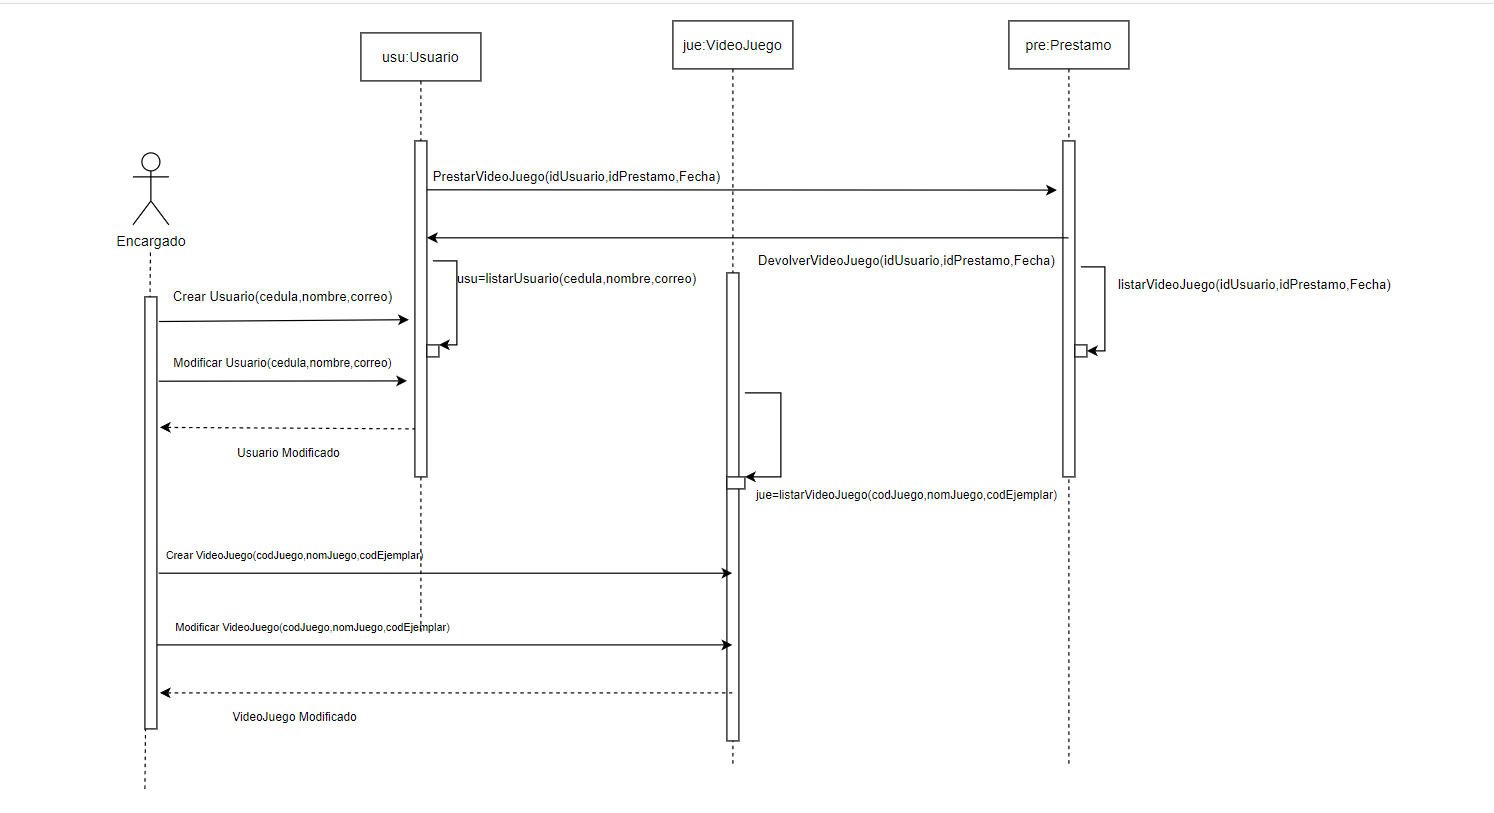 usu:Usuario
jue:VideoJuego
pre:Prestamo
PrestarVideoJuego(idUsuario,idPrestamo,Fecha)
Encargado
DevolverVideoJuego(idUsuario,idPrestamo,Fecha)
usu=listarUsuario(cedula,nombre,correo)
listarVideoJuego(idUsuario,idPrestamo,Fecha)
Crear Usuario(cedula,nombre,correo)
Modificar Usuario(cedula,nombre,correo)
Usuario Modificado
jue=listarVideoJuego(codJuego,nomJuego,codEjemplar)
Crear VideoJuego(codJuego,nomJuego,codEjemplar)
Modificar VideoJuego(codJuego,nomJuego,codEjemplar)
VideoJuego Modificado